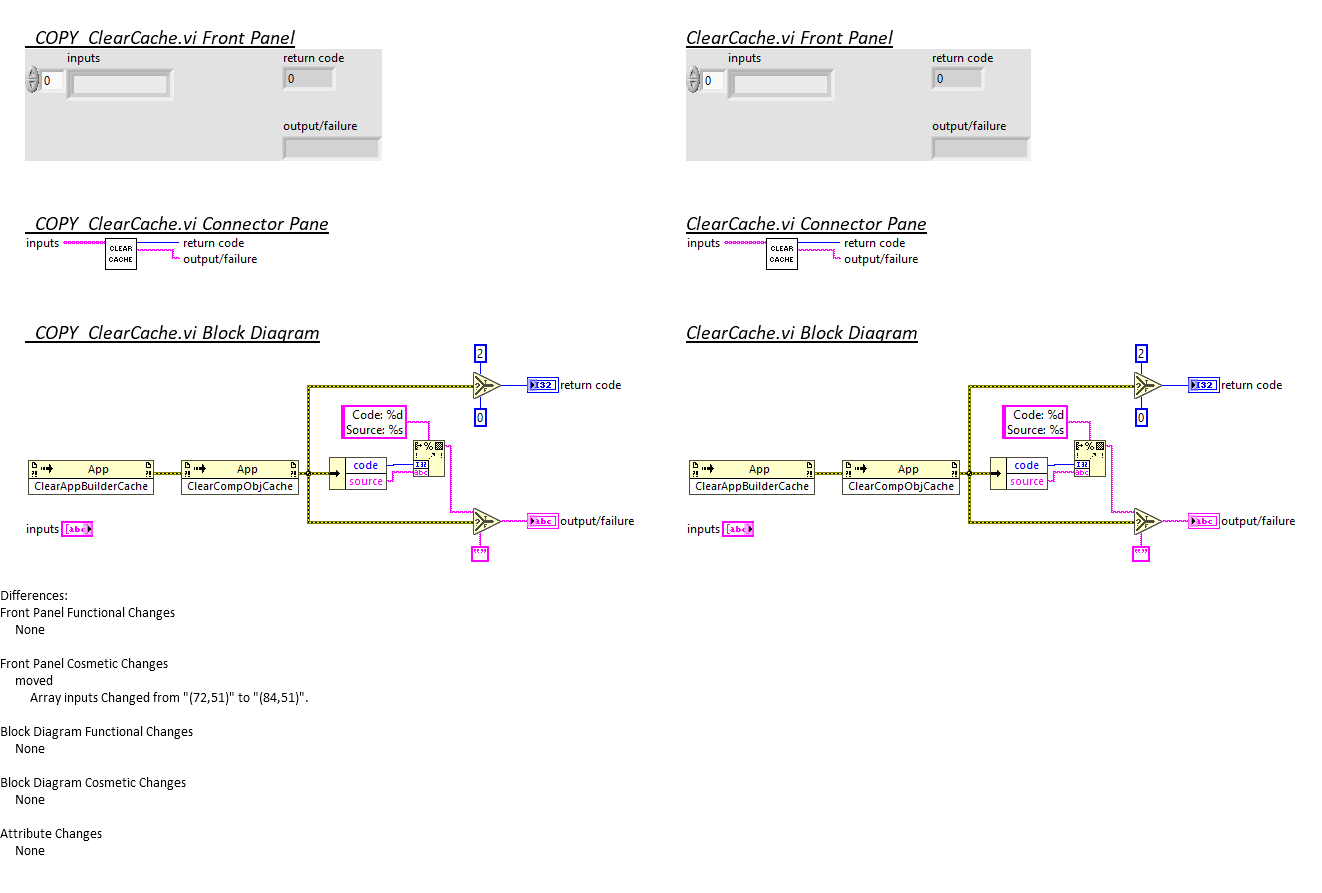 _COPY_ClearCache.vi Front Panel
inputs
return code
0
0
output/failure
_COPY_ClearCache.vi Connector Pane
inputs
CLEAR
CACHE
return code
output/failure
_COPY_ClearCache.vi Block Diagram
2
I32
return code
0
Code: %d
Source: %s
%
App
ClearAppBuilderCache
App
ClearCompObjCache
code
source
I32
abc
inputs
abc
abc
output/failure
""
ClearCache.vi Front Panel
inputs
return code
0
0
output/failure
ClearCache.vi Connector Pane
inputs
CLEAR
CACHE
return code
output/failure
ClearCache.vi Block Diagram
2
I32
return code
0
Code: %d
Source: %s
%
App
ClearAppBuilderCache
App
ClearCompObjCache
code
source
I32
abc
inputs
abc
abc
output/failure
""
Differences:
Front Panel Functional Changes
None
Front Panel Cosmetic Changes
moved
Array inputs Changed from "(72,51)" to "(84,51)".
Block Diagram Functional Changes
None
Block Diagram Cosmetic Changes
None
Attribute Changes
None